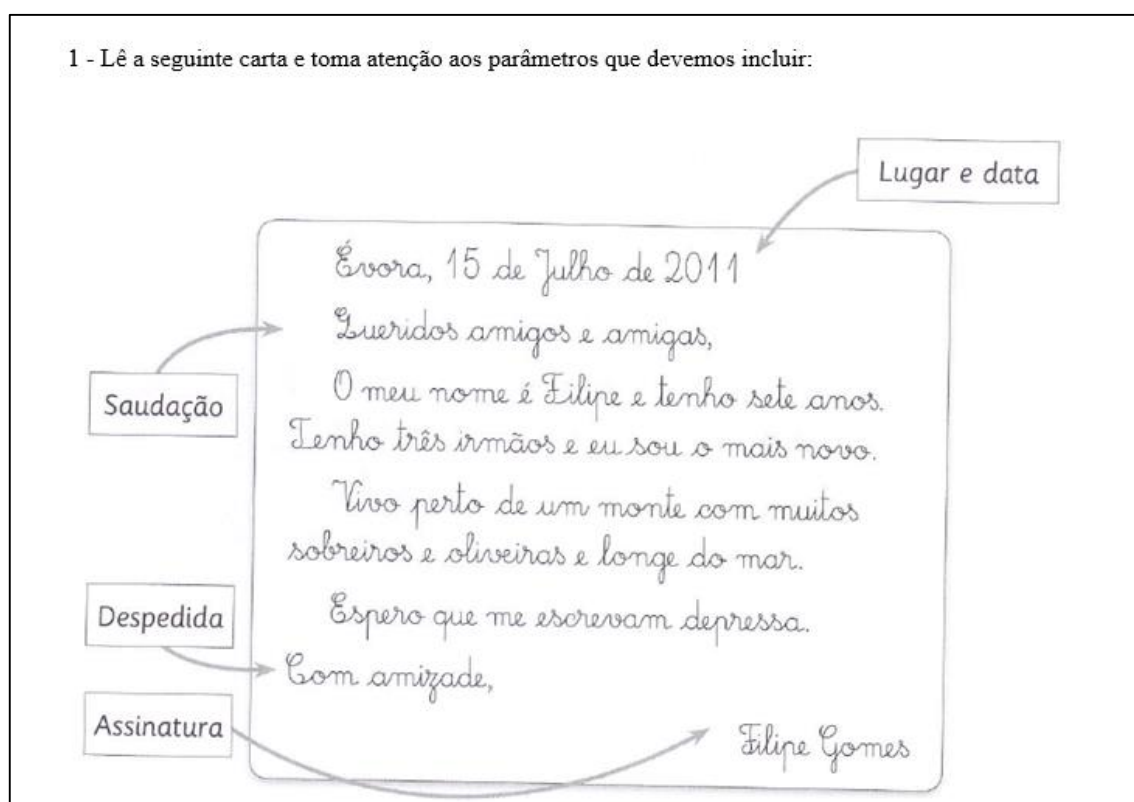 1 - Lê a seguinte carta e toma atenção aos parâmetros que devemos incluir:
Lugar e data
Évora, 15 de Julho de 2011
Saudação
Queridos amigos e amigas,
O meu nome é Filipe e tenho sete anos.
Tenho três irmãos e eu sou o mais novo.
Vivo perto de um monte com muitos
sobreiros e oliveiras e longe do mar.
Espero que me escrevam depressa.
Despedida
Com amizade,
Assinatura
Filipe Gomes